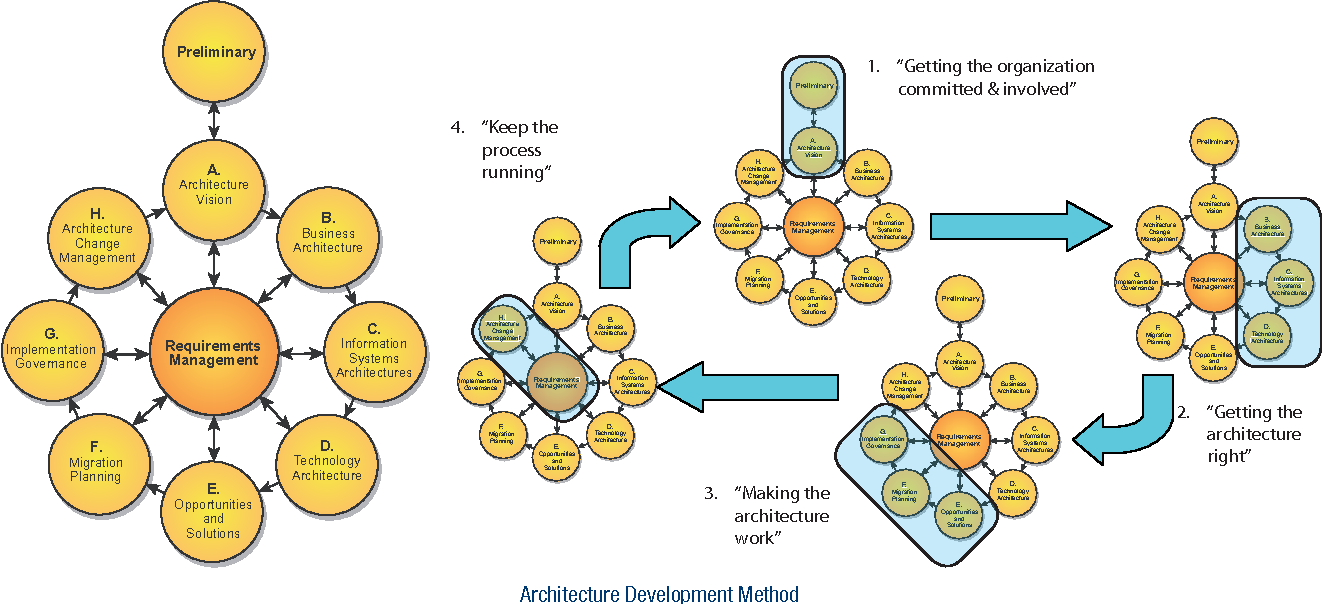 Preliminary
A.
Architecture
Vision
B.
Business
Architecture
C.
Information
Systems
Architectures
D.
Technology
Architecture
E.
Opportunities
and
Solutions
F.
Migration
Planning
G.
Implementation
Governance
H.
Architecture
Change
Management
Requirements
Management
1. “Getting the organization
committed & involved”
Preliminary
A.
Architecture
Vision
B.
Business
Architecture
C.
Information
Systems
Architectures
D.
Technology
Architecture
E.
Opportunities
and
Solutions
F.
Migration
Planning
G.
Implementation
Governance
H.
Architecture
Change
Management
Requirements
Management
Preliminary
A.
Architecture
Vision
B.
Business
Architecture
C.
Information
Systems
Architectures
D.
Technology
Architecture
E.
Opportunities
and
Solutions
F.
Migration
Planning
G.
Implementation
Governance
H.
Architecture
Change
Management
Requirements
Management
2. “Getting the
architecture
right”
Preliminary
A.
Architecture
Vision
B.
Business
Architecture
C.
Information
Systems
Architectures
D.
Technology
Architecture
E.
Opportunities
and
Solutions
F.
Migration
Planning
G.
Implementation
Governance
H.
Architecture
Change
Management
Requirements
Management
3. “Making the
architecture
work”
4. “Keep the
process
running”
Preliminary
A.
Architecture
Vision
B.
Business
Architecture
C.
Information
Systems
Architectures
D.
Technology
Architecture
E.
Opportunities
and
Solutions
F.
Migration
Planning
G.
Implementation
Governance
H.
Architecture
Change
Management
Requirements
Management
Architecture Development Method